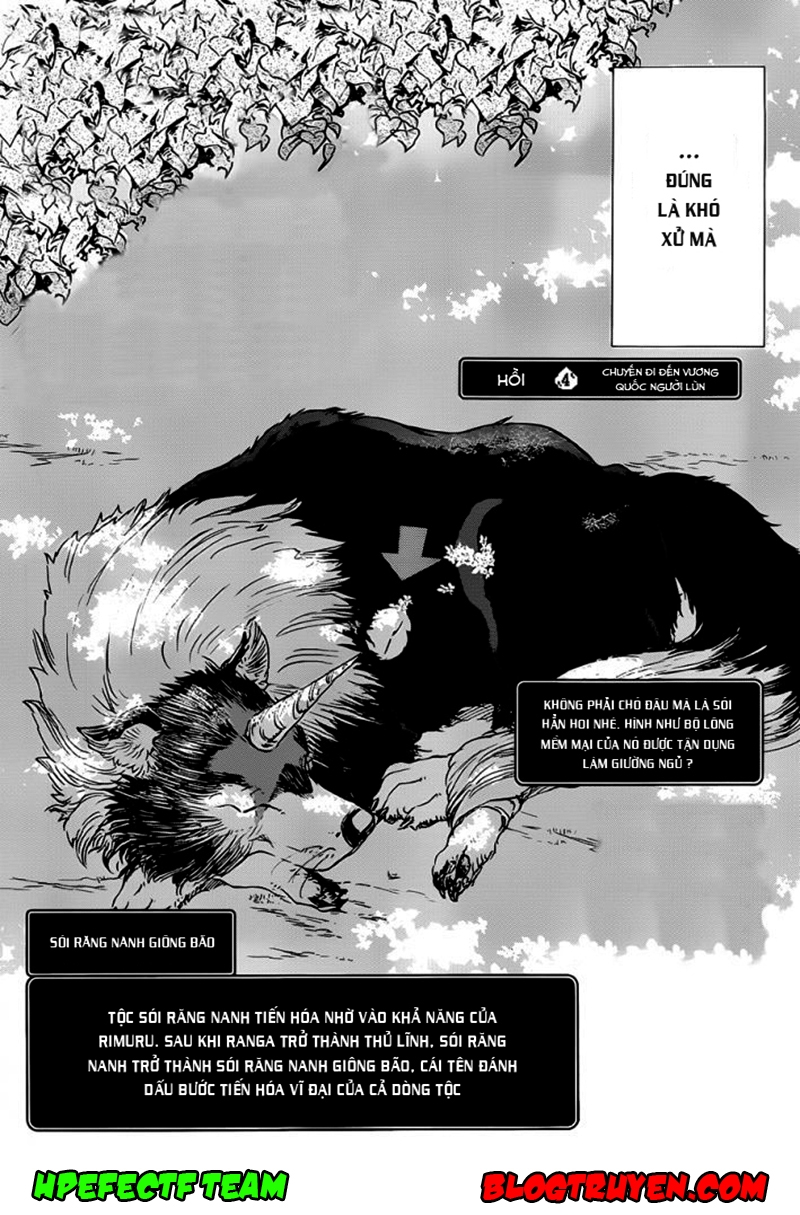 ...
ĐÚNG
LÀ KHÓ
XỬ MÀ
HỒI 4 CHUYẾN ĐI ĐẾN VƯƠNG
QUỐC NGƯỜI LÙN
KHÔNG PHẢI CHÓ ĐÂU MÀ LÀ SÓI
HẲN HOI NHÉ. HÌNH NHƯ BỘ LÔNG
MỀM MẠI CỦA NÓ ĐƯỢC TẬN DỤNG
LÀM GIƯỜNG NGỦ ?
SÓI RĂNG NANH GIÔNG BÃO
TỘC SÓI RĂNG NANH TIẾN HÓA NHỜ VÀO KHẢ NĂNG CỦA
RIMURU. SAU KHI RANGA TRỞ THÀNH THỦ LĨNH, SÓI RĂNG
NANH TRỞ THÀNH SÓI RĂNG NANH GIÔNG BÃO, CÁI TÊN ĐÁNH
DẤU BƯỚC TIẾN HÓA VĨ ĐẠI CỦA CẢ DÒNG TỘC
HPEFECTF TEAM
BLOGTRUYEN.COM